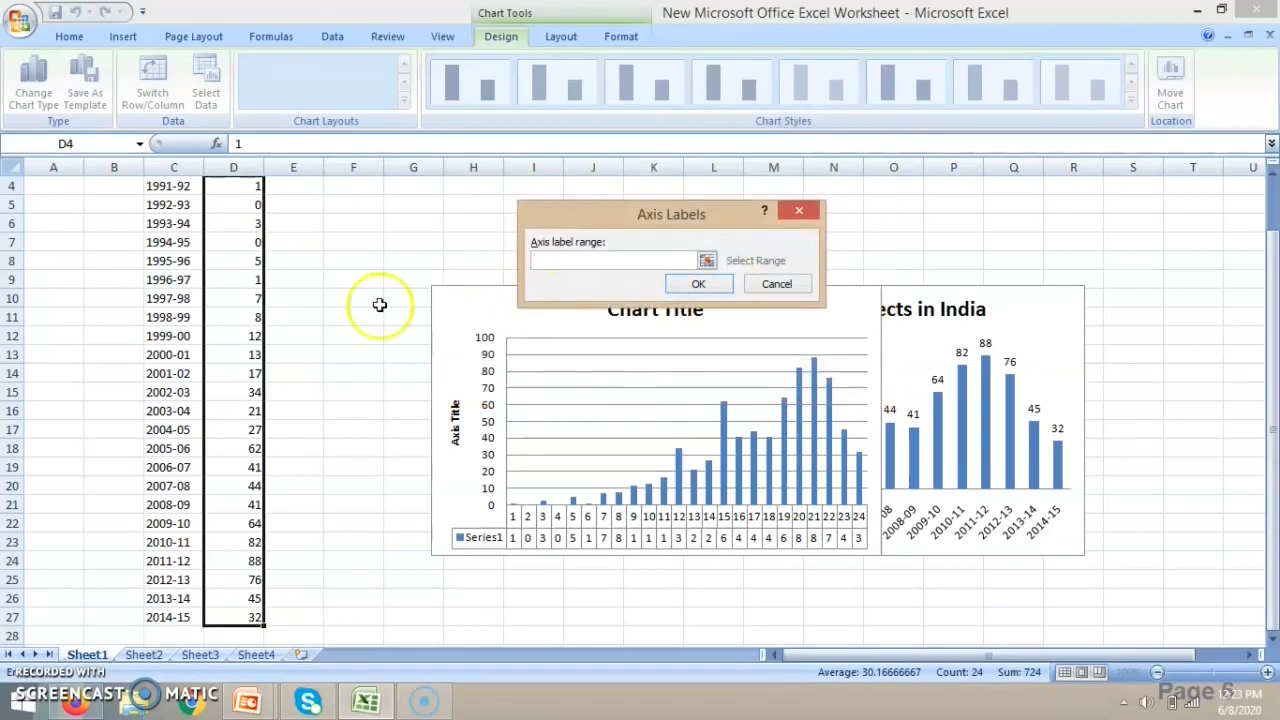 Chart Tools
New Microsoft Office Excel Worksheet - Microsoft Excel
Home Insert Page Layout Formulas Data Review View Design Layout Format
Change Chart Type
Save As Template
Switch Row/Column
Select Data
Move Chart
Type Data Chart Layouts Chart Styles Location
D4 fx 1
A B C D E F G H I J K L M N O P Q R S T U
4 1991-92 1
5 1992-93 0
6 1993-94 3
7 1994-95 0
8 1995-96 5
9 1996-97 1
10 1997-98 7
11 1998-99 8
12 1999-00 12
13 2000-01 13
14 2001-02 17
15 2002-03 34
16 2003-04 21
17 2004-05 27
18 2005-06 62
19 2006-07 41
20 2007-08 44
21 2008-09 41
22 2009-10 64
23 2010-11 82
24 2011-12 88
25 2012-13 76
26 2013-14 45
27 2014-15 32
28
Axis Labels ?
Axis label range:
Select Range
OK Cancel
Chart Title
Axis Title
100
90
80
70
60
50
40
30
20
10
0
1 2 3 4 5 6 7 8 9 10 11 12 13 14 15 16 17 18 19 20 21 22 23 24
Series1 1 0 3 0 5 1 7 8 1 1 1 3 2 2 6 4 4 4 6 8 8 7 4 3
ects in India
44 41 64 82 88 76 45 32
08 2008-09 2009-10 2010-11 2011-12 2012-13 2013-14 2014-15
Sheet1 Sheet2 Sheet3 Sheet4
Average: 30.16666667 Count: 24 Sum: 724 100%
RECORDED WITH
SCREENCAST MATIC
Page 6
12:23 PM
6/8/2020